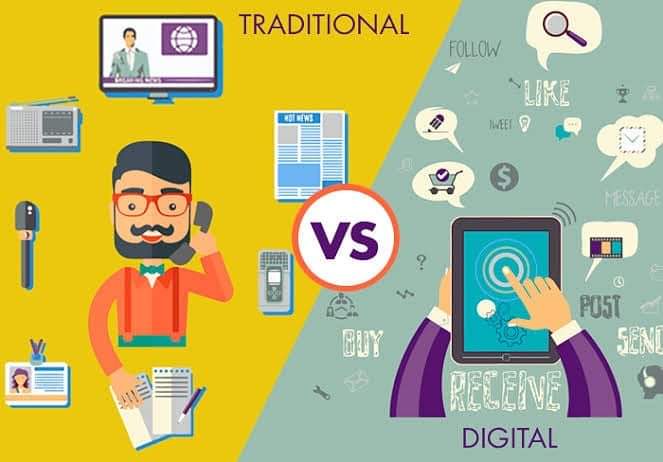 TRADITIONAL
BREAKING NEWS
HOT NEWS
VS
FOLLOW
LIKE
TWEET
$
MESSAGE
POST
BUY
SEND
RECEIVE
DIGITAL